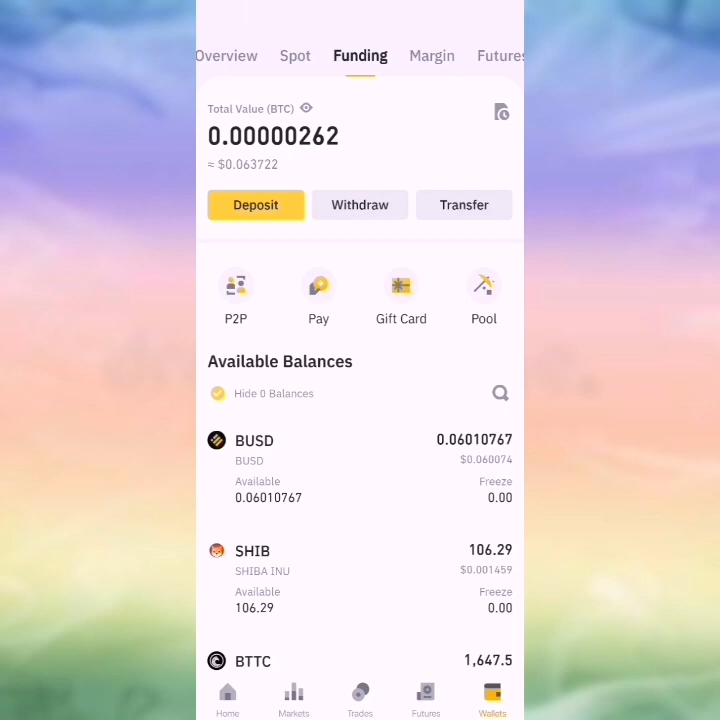 Overview Spot Funding Margin Futures
Total Value (BTC)
0.00000262
≈ $0.063722
Deposit Withdraw Transfer
P2P Pay Gift Card Pool
Available Balances
Hide 0 Balances
BUSD 0.06010767
BUSD $0.060074
Available Freeze
0.06010767 0.00
SHIB 106.29
SHIBA INU $0.001459
Available Freeze
106.29 0.00
BTTC 1,647.5
Home Markets Trades Futures Wallets